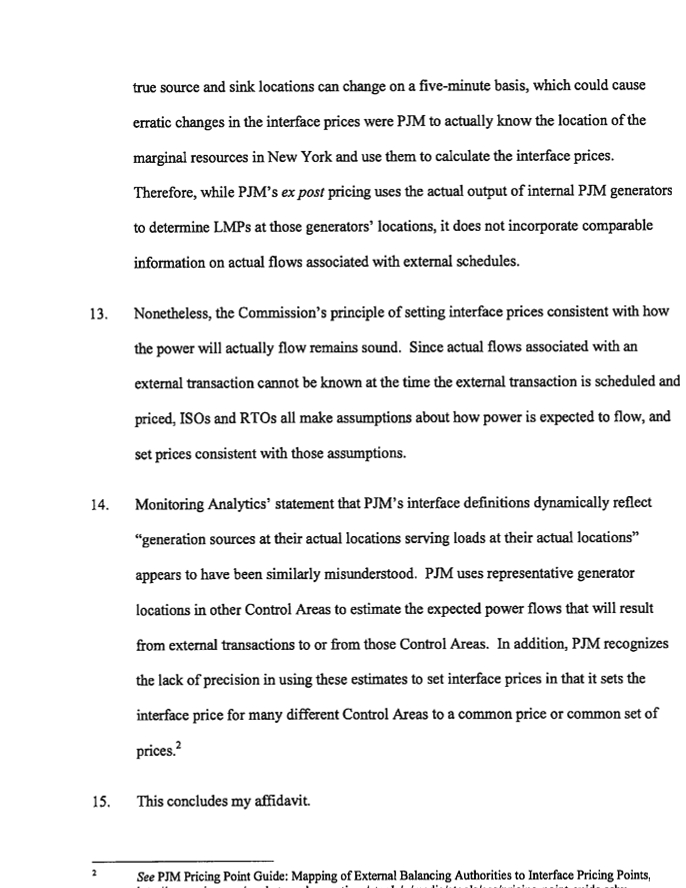 true source and sink locations can change on a five-minute basis, which could cause
erratic changes in the interface prices were PJM to actually know the location of the
marginal resources in New York and use them to calculate the interface prices.
Therefore, while PJM's ex post pricing uses the actual output of internal PJM generators
to determine LMPs at those generators' locations, it does not incorporate comparable
information on actual flows associated with external schedules.
13. Nonetheless, the Commission's principle of setting interface prices consistent with how
the power will actually flow remains sound. Since actual flows associated with an
external transaction cannot be known at the time the external transaction is scheduled and
priced, ISOs and RTOs all make assumptions about how power is expected to flow, and
set prices consistent with those assumptions.
14. Monitoring Analytics' statement that PJM's interface definitions dynamically reflect
"generation sources at their actual locations serving loads at their actual locations"
appears to have been similarly misunderstood. PJM uses representative generator
locations in other Control Areas to estimate the expected power flows that will result
from external transactions to or from those Control Areas. In addition, PJM recognizes
the lack of precision in using these estimates to set interface prices in that it sets the
interface price for many different Control Areas to a common price or common set of
prices.2
15. This concludes my affidavit.
2 See PJM Pricing Point Guide: Mapping of External Balancing Authorities to Interface Pricing Points,